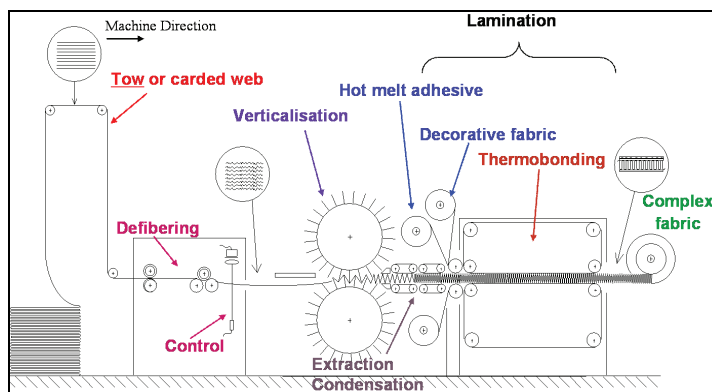 Lamination
Machine Direction
Tow or carded web
Hot melt adhesive
Verticalisation
Decorative fabric
Thermobonding
Complex
fabric
Defibering
Control
Extraction
Condensation